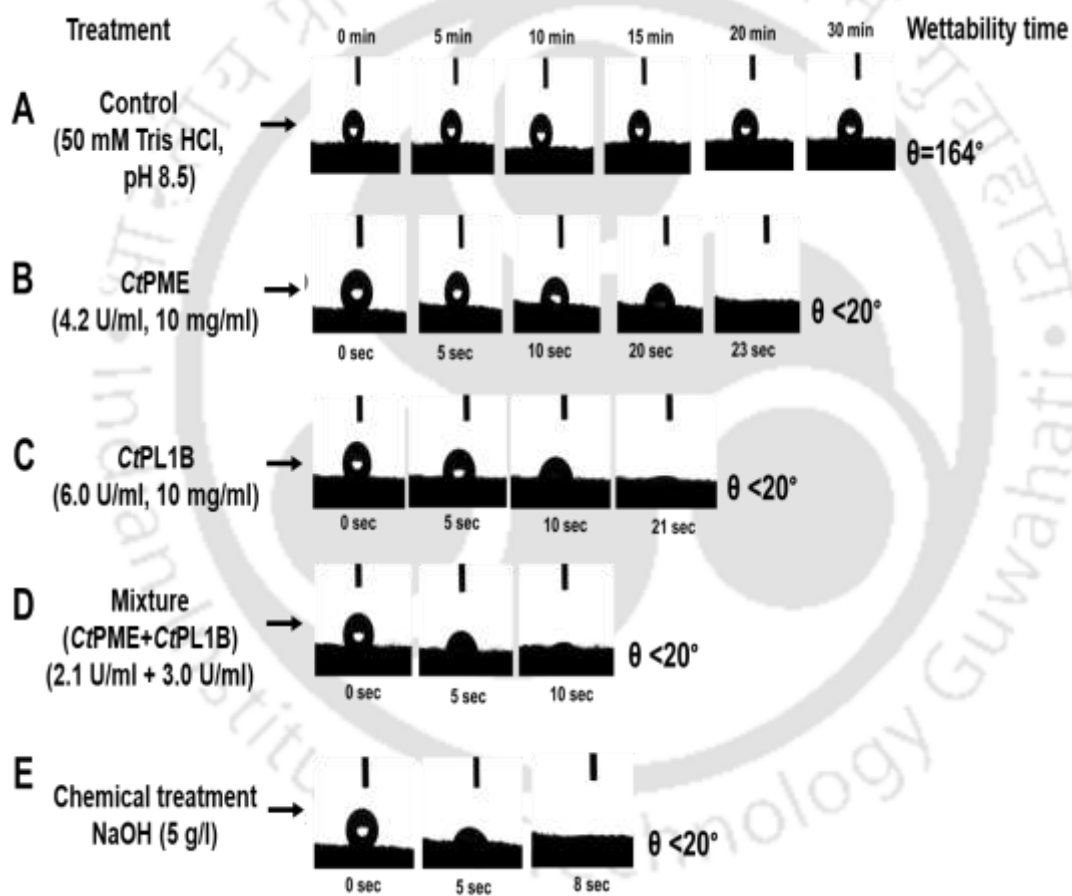 Treatment
0 min 5 min 10 min 15 min 20 min 30 min
Wettability time
A
Control
(50 mM Tris HCl,
pH 8.5)
θ=164°
B
CtPME
(4.2 U/ml, 10 mg/ml)
θ <20°
0 sec 5 sec 10 sec 20 sec 23 sec
C
CtPL1B
(6.0 U/ml, 10 mg/ml)
θ <20°
0 sec 5 sec 10 sec 21 sec
D
Mixture
(CtPME+CtPL1B)
(2.1 U/ml + 3.0 U/ml)
θ <20°
0 sec 5 sec 10 sec
E
Chemical treatment
NaOH (5 g/l)
θ <20°
0 sec 5 sec 8 sec
Technology Guwahati